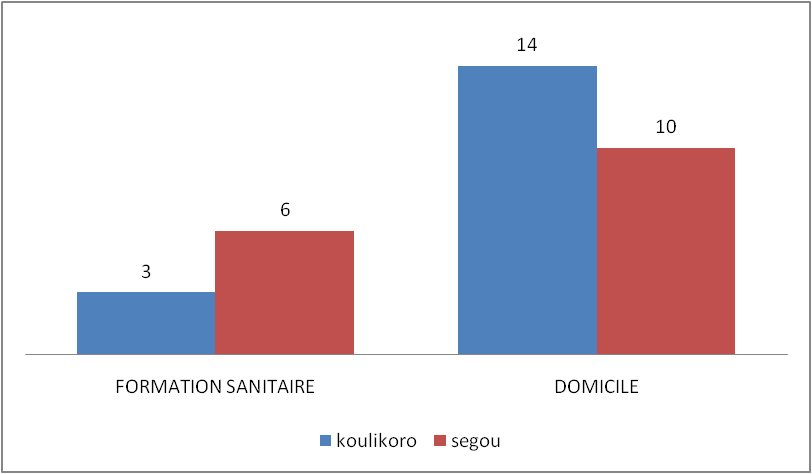 14
10
6
3
FORMATION SANITAIRE DOMICILE
koulikoro segou